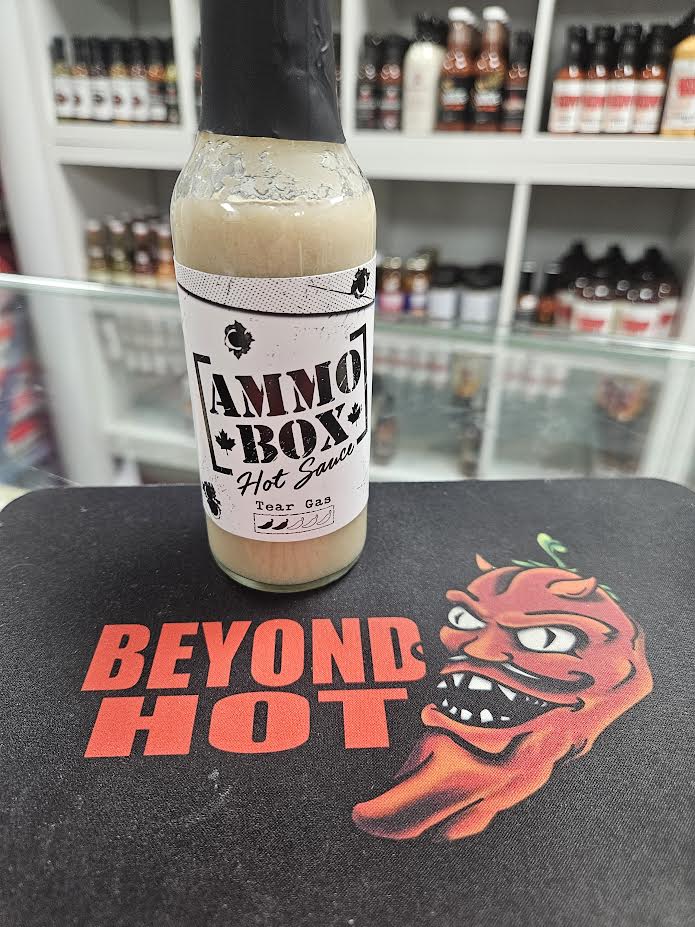 AMMO
BOX
Hot Sauce
Tear Gas
BEYOND
HOT